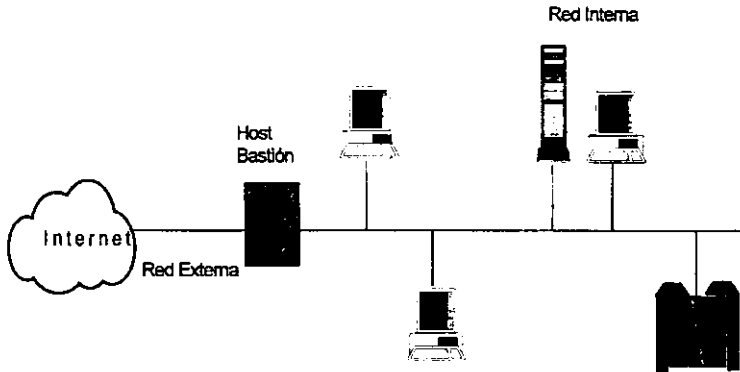 Red Interna
Host
Bastión
Internet
Red Externa